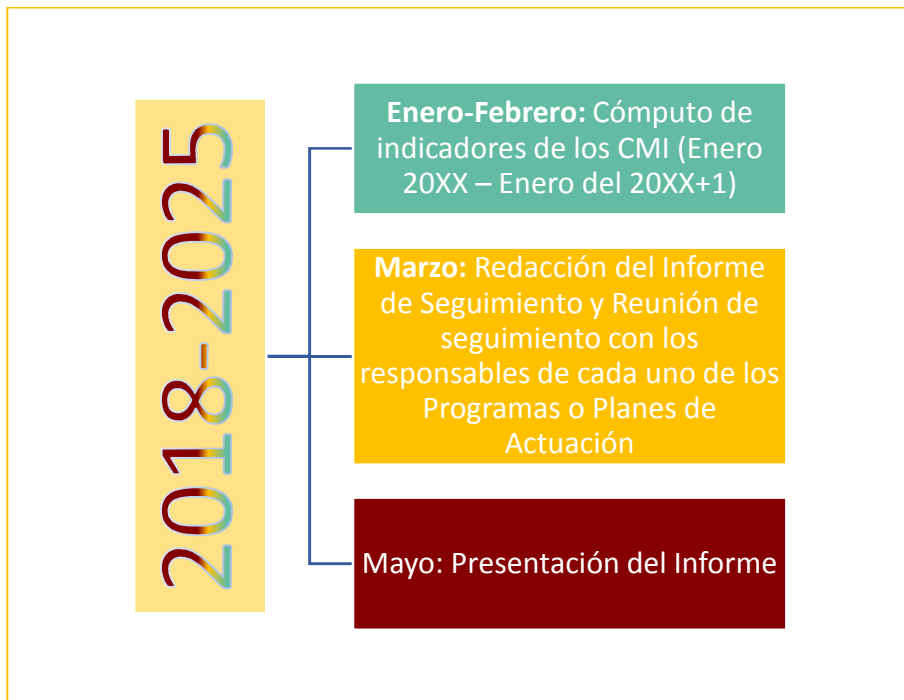 2018-2025
Enero-Febrero: Cómputo de
indicadores de los CMI (Enero
20XX – Enero del 20XX+1)
Marzo: Redacción del Informe
de Seguimiento y Reunión de
seguimiento con los
responsables de cada uno de los
Programas o Planes de
Actuación
Mayo: Presentación del Informe